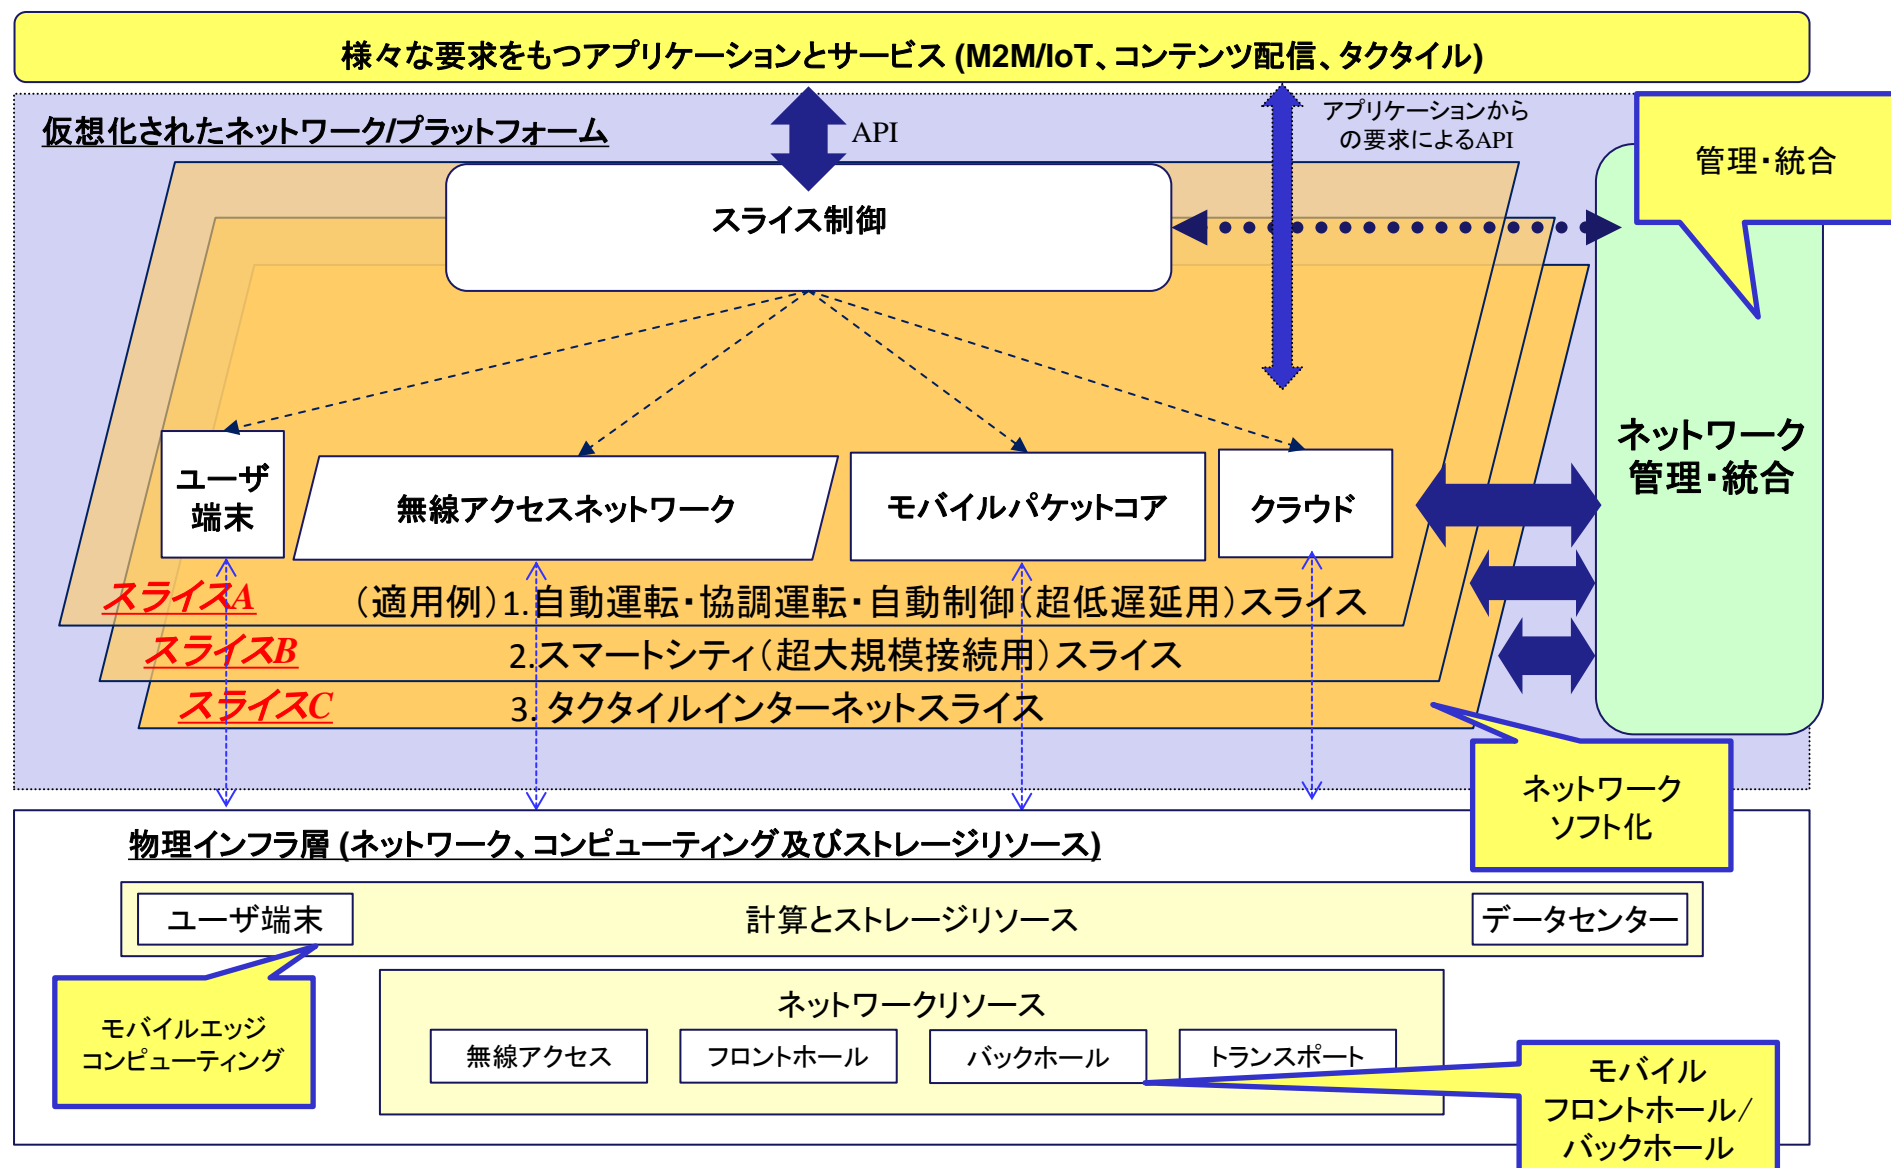 様々な要求をもつアプリケーションとサービス (M2M/IoT、コンテンツ配信、タクタイル)
仮想化されたネットワーク/プラットフォーム
API
アプリケーションから
の要求によるAPI
管理・統合
スライス制御
ネットワーク
管理・統合
ユーザ
端末
無線アクセスネットワーク
モバイルパケットコア
クラウド
スライスA
(適用例)1.自動運転・協調運転・自動制御(超低遅延用)スライス
スライスB
2.スマートシティ(超大規模接続用)スライス
スライスC
3. タクタイルインターネットスライス
ネットワーク
ソフト化
物理インフラ層 (ネットワーク、コンピューティング及びストレージリソース)
ユーザ端末
計算とストレージリソース
データセンター
モバイルエッジ
コンピューティング
ネットワークリソース
無線アクセス
フロントホール
バックホール
トランスポート
モバイル
フロントホール/
バックホール